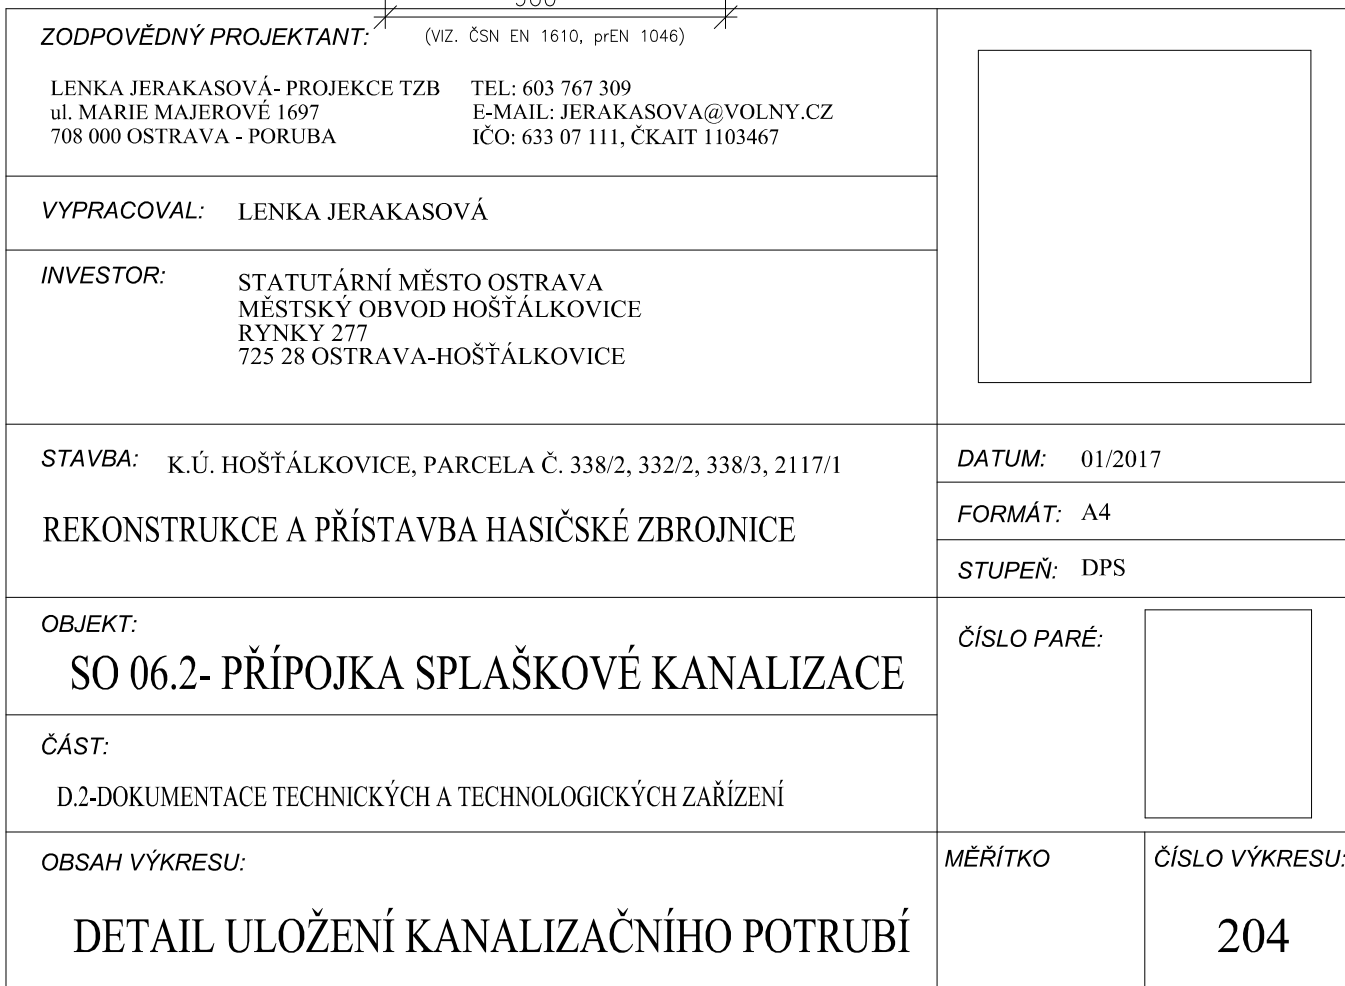 ZODPOVĚDNÝ PROJEKTANT:
(VIZ. ČSN EN 1610, prEN 1046)
LENKA JERAKASOVÁ- PROJEKCE TZB
ul. MARIE MAJEROVÉ 1697
708 000 OSTRAVA - PORUBA
TEL: 603 767 309
E-MAIL: JERAKASOVA@VOLNY.CZ
IČO: 633 07 111, ČKAIT 1103467
VYPRACOVAL: LENKA JERAKASOVÁ
INVESTOR: STATUTÁRNÍ MĚSTO OSTRAVA
MĚSTSKÝ OBVOD HOŠŤÁLKOVICE
RYNKY 277
725 28 OSTRAVA-HOŠŤÁLKOVICE
STAVBA: K.Ú. HOŠŤÁLKOVICE, PARCELA Č. 338/2, 332/2, 338/3, 2117/1
REKONSTRUKCE A PŘÍSTAVBA HASIČSKÉ ZBROJNICE
DATUM: 01/2017
FORMÁT: A4
STUPEŇ: DPS
OBJEKT:
SO 06.2- PŘÍPOJKA SPLAŠKOVÉ KANALIZACE
ČÍSLO PARÉ:
ČÁST:
D.2-DOKUMENTACE TECHNICKÝCH A TECHNOLOGICKÝCH ZAŘÍZENÍ
OBSAH VÝKRESU:
DETAIL ULOŽENÍ KANALIZAČNÍHO POTRUBÍ
MĚŘÍTKO
ČÍSLO VÝKRESU:
204